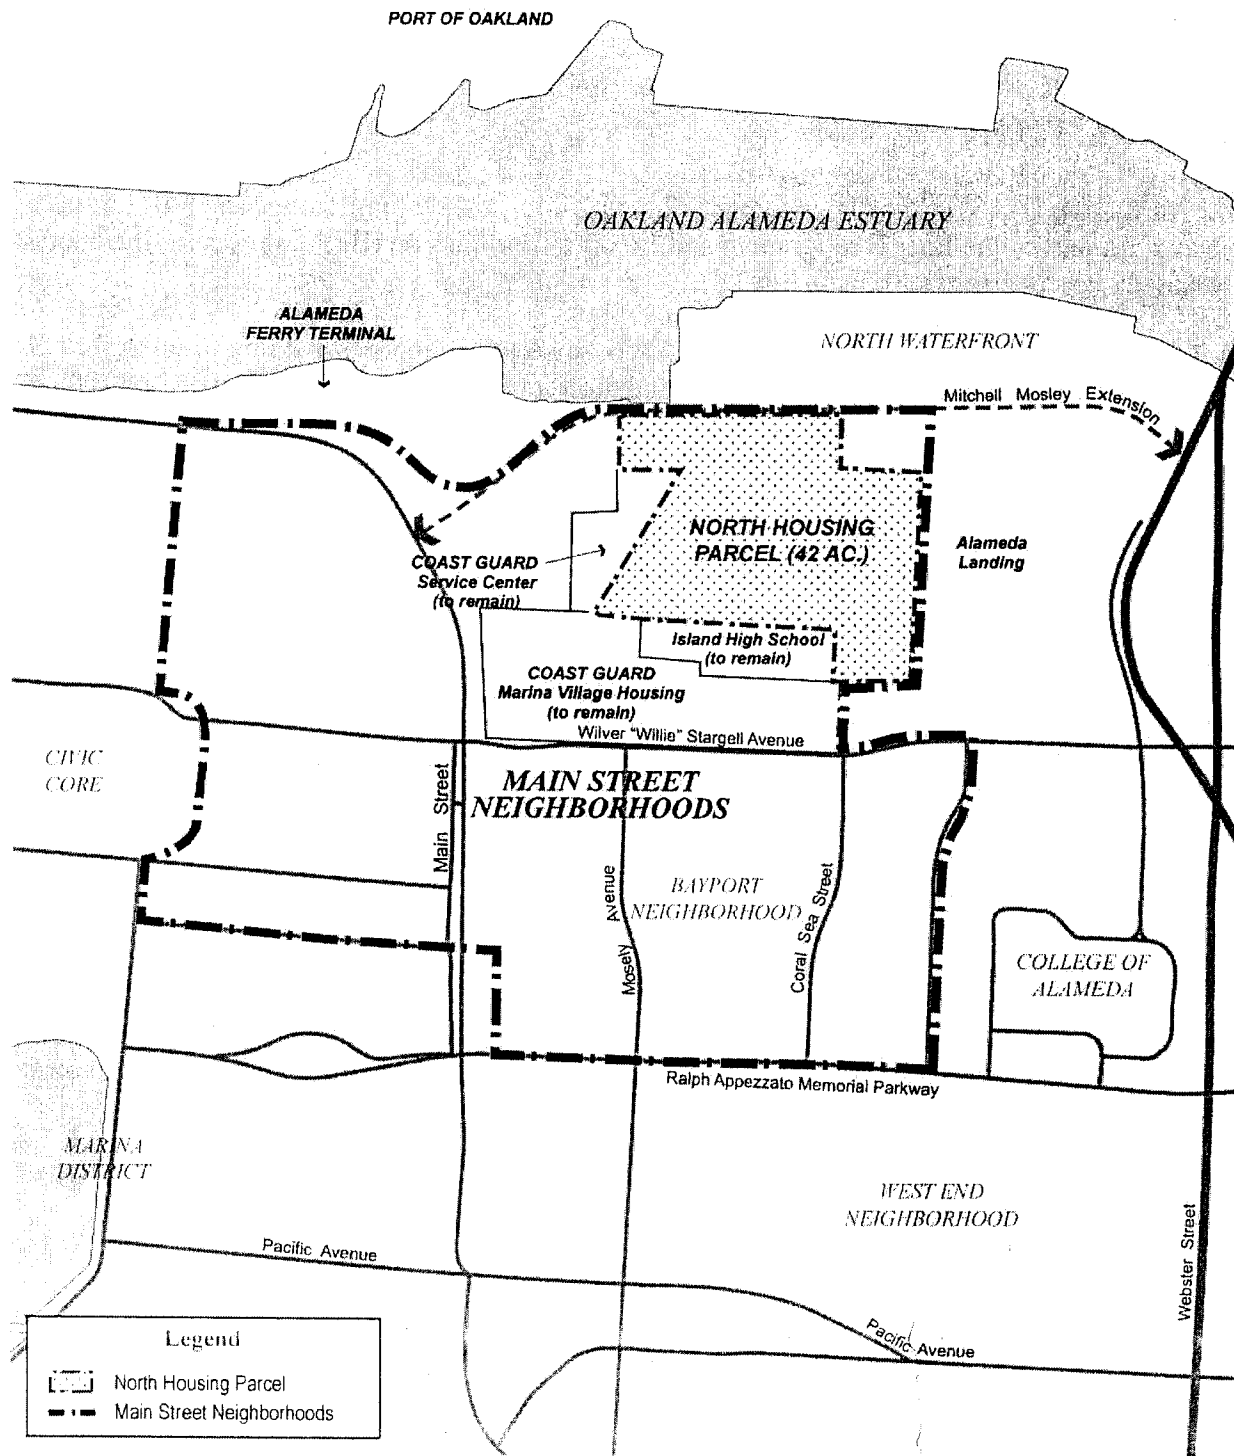 PORT OF OAKLAND
OAKLAND ALAMEDA ESTUARY
ALAMEDA
FERRY TERMINAL
NORTH WATERFRONT
Mitchell Mosley Extension
NORTH HOUSING
PARCEL (42 AC.)
Alameda
Landing
COAST GUARD
Service Center
(to remain)
Island High School
(to remain)
COAST GUARD
Marina Village Housing
(to remain)
Wilver "Willie" Stargell Avenue
CIVIC
CORE
MAIN STREET
NEIGHBORHOODS
Main Street
BAYPORT
NEIGHBORHOOD
Mosely Avenue
Coral Sea Street
COLLEGE OF
ALAMEDA
Ralph Appezzato Memorial Parkway
MARINA
DISTRICT
WEST END
NEIGHBORHOOD
Webster Street
Pacific Avenue
Pacific Avenue
Legend
North Housing Parcel
Main Street Neighborhoods